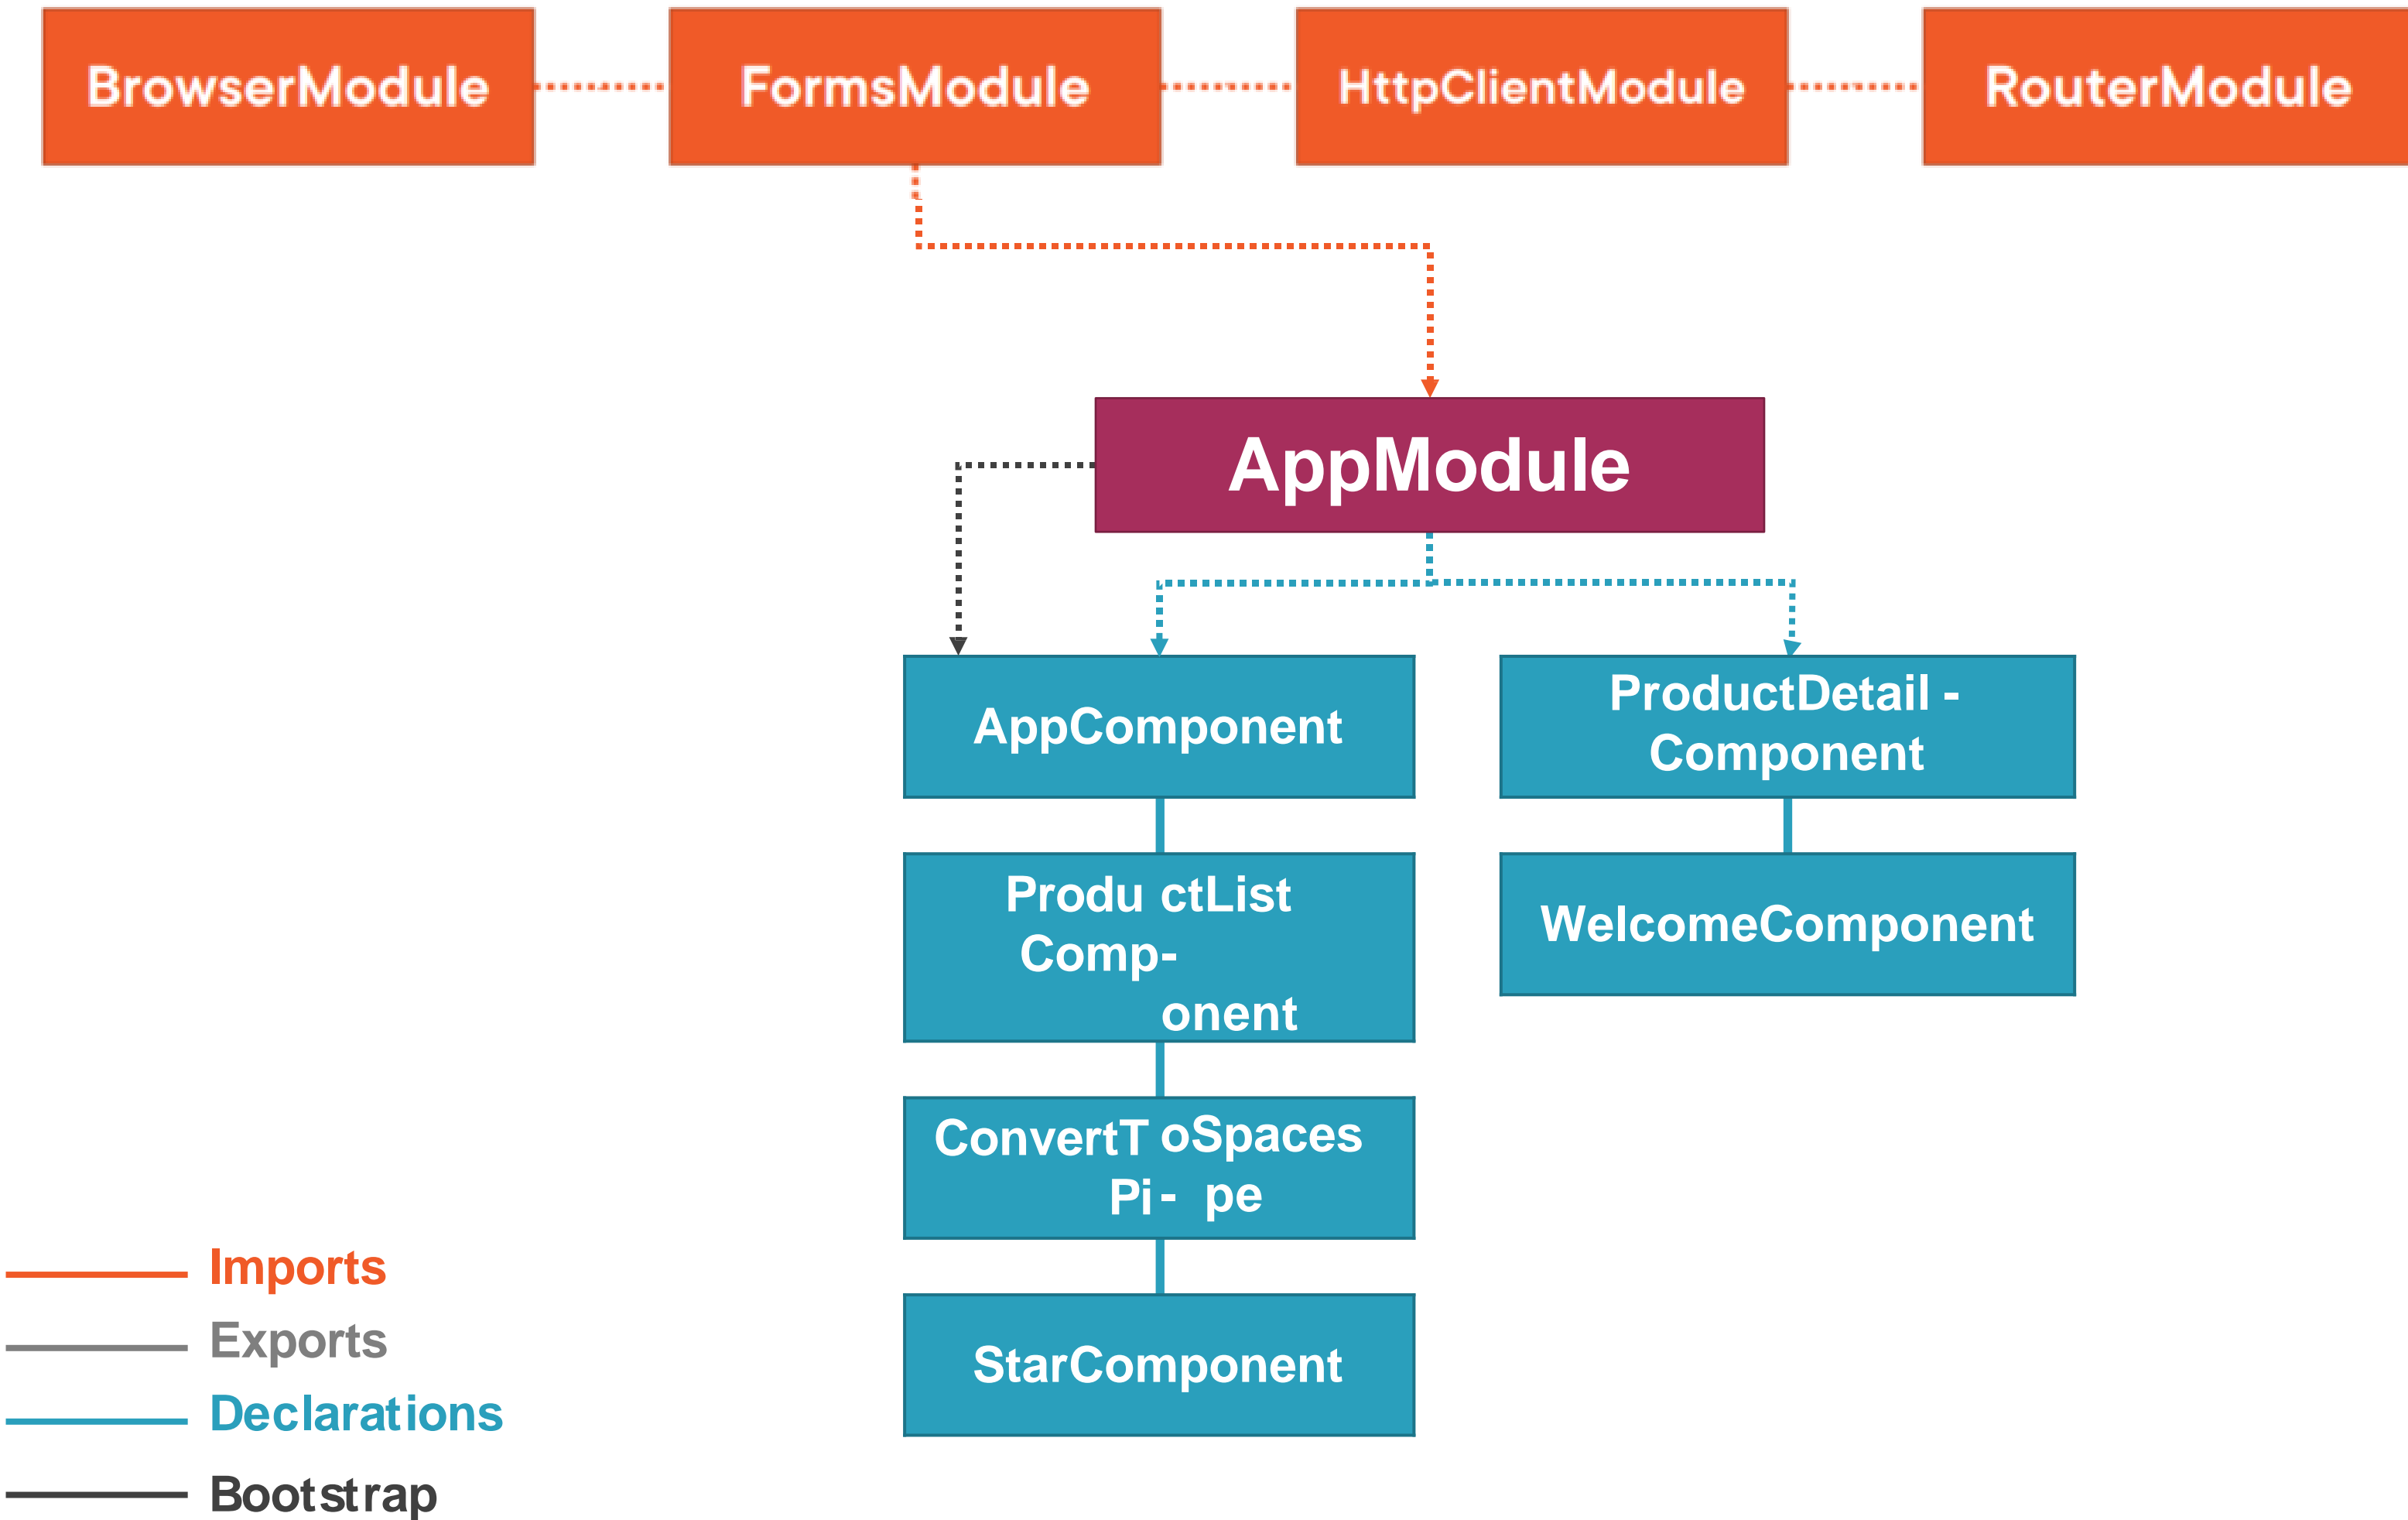 BrowserModule
FormsModule
HttpClientModule
RouterModule
AppModule
AppComponent
ProductDetail -
Component
Produ ctList
Comp-
onent
WelcomeComponent
ConvertT oSpaces
Pi- pe
StarComponent
Imports
Exports
Declarations
Bootstrap